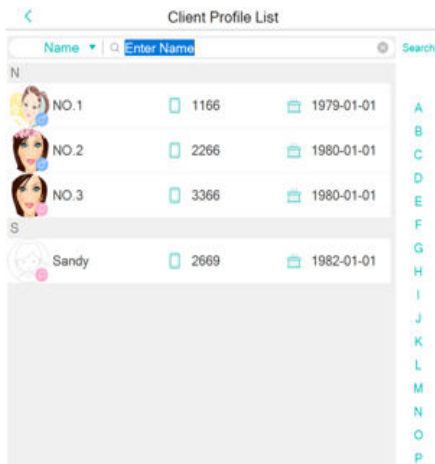 Client Profile List
Name Enter Name Search
N
NO.1 1166 1979-01-01
NO.2 2266 1980-01-01
NO.3 3366 1980-01-01
S
Sandy 2669 1982-01-01
A
B
C
D
E
F
G
H
I
J
K
L
M
N
O
P